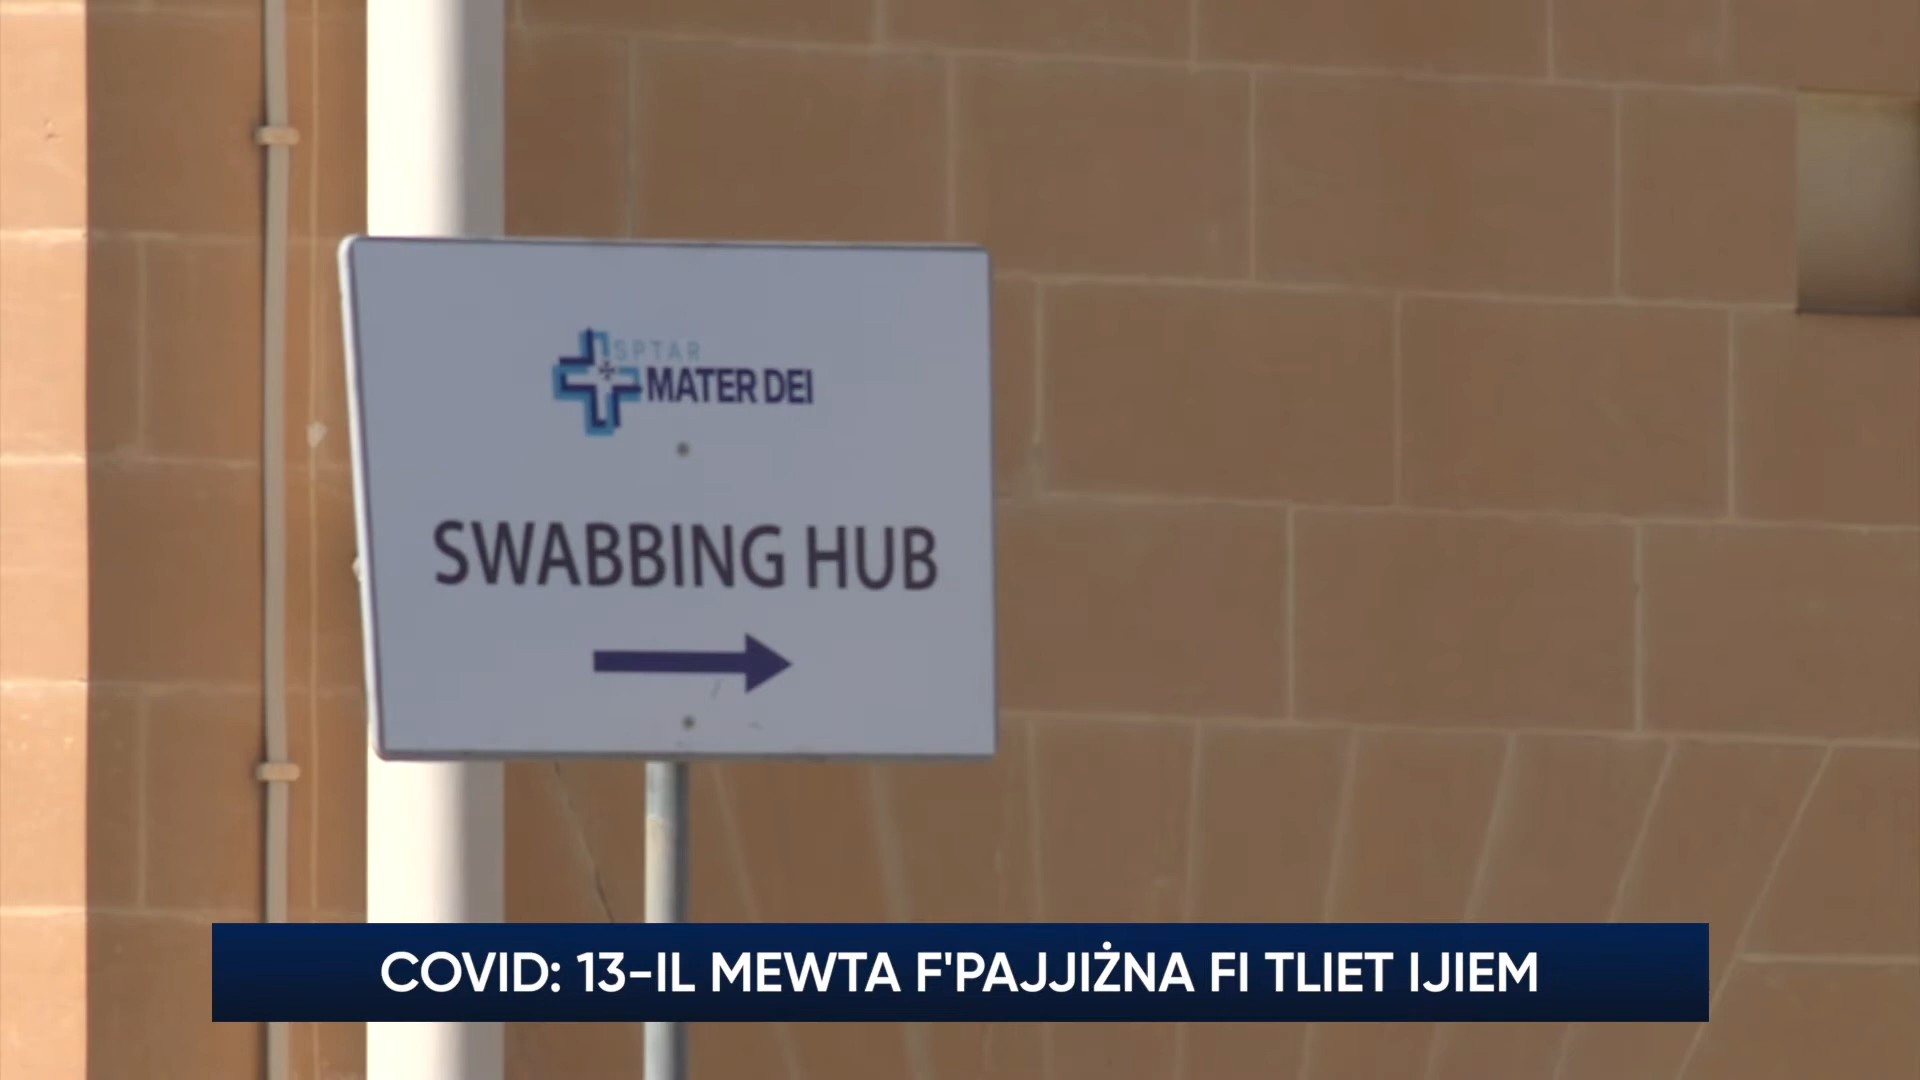 SPTAR
MATER DEI
SWABBING HUB
COVID: 13-IL MEWTA F'PAJJIŻNA FI TLIET IJIEM